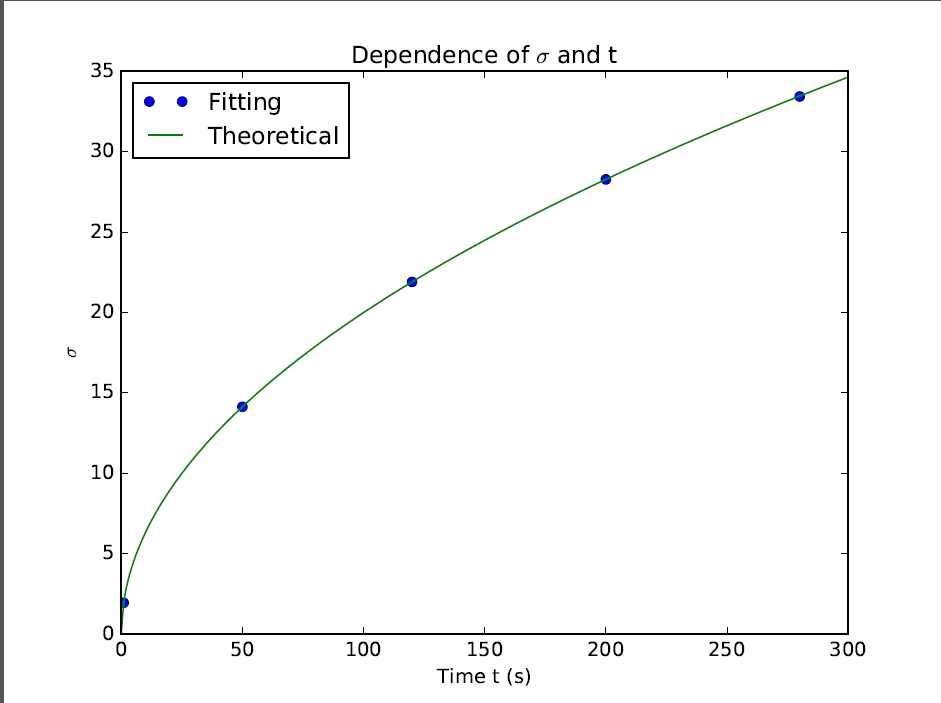 Dependence of σ and t
Fitting
Theoretical
35
30
25
20
15
10
5
0
σ
0 50 100 150 200 250 300
Time t (s)